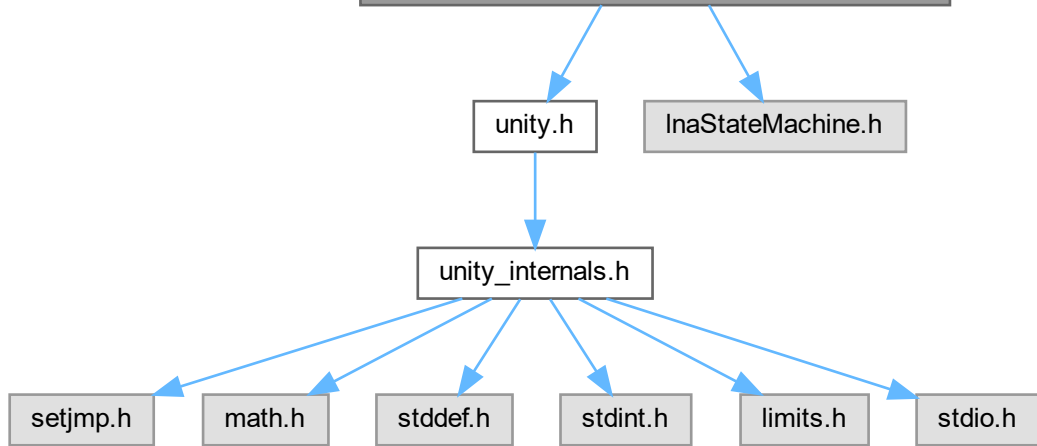 unity.h
lnaStateMachine.h
unity_internals.h
setjmp.h
math.h
stddef.h
stdint.h
limits.h
stdio.h